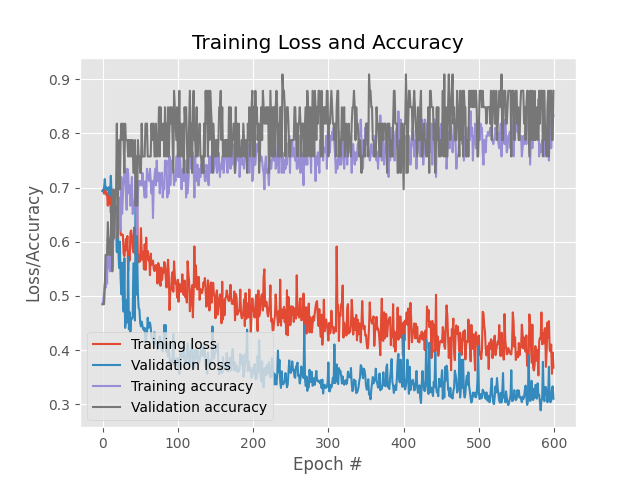 Training Loss and Accuracy
0.9
0.8
0.7
0.6
0.5
0.4
0.3
Loss/Accuracy
Training loss
Validation loss
Training accuracy
Validation accuracy
0 100 200 300 400 500 600
Epoch #